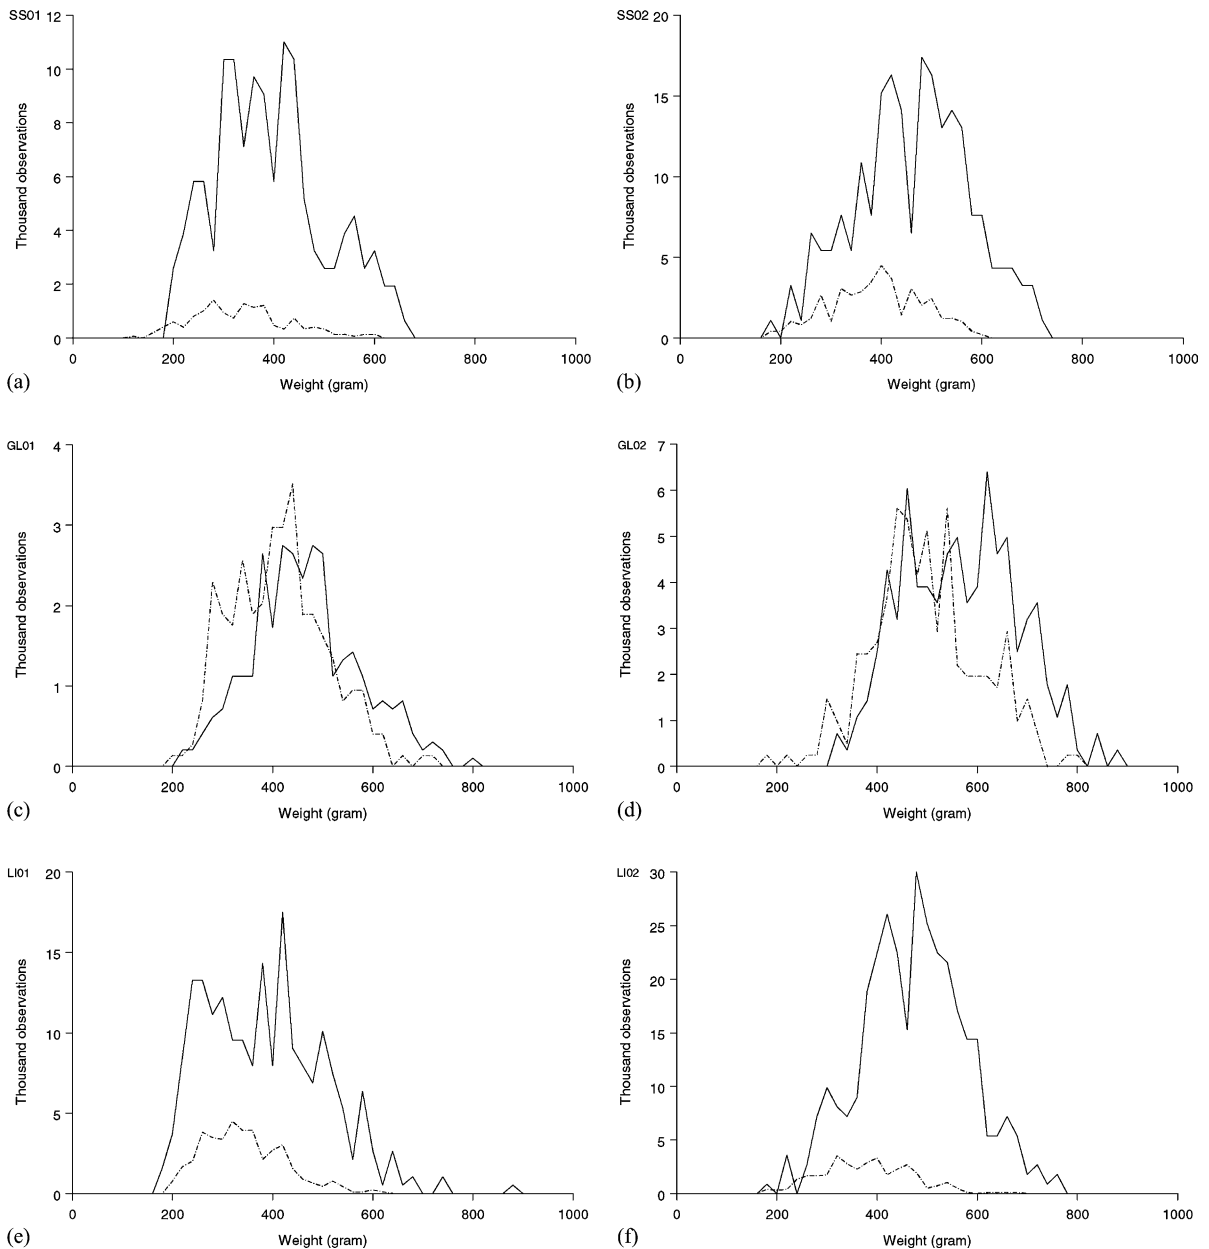 SS01 12
10
8
6
4
2
0
Thousand observations
0 200 400 600 800 1000
Weight (gram)
(a)
SS02 20
15
10
5
0
Thousand observations
0 200 400 600 800 1000
Weight (gram)
(b)
GL01 4
3
2
1
0
Thousand observations
0 200 400 600 800 1000
Weight (gram)
(c)
GL02 7
6
5
4
3
2
1
0
Thousand observations
0 200 400 600 800 1000
Weight (gram)
(d)
LI01 20
15
10
5
0
Thousand observations
0 200 400 600 800 1000
Weight (gram)
(e)
LI02 30
25
20
15
10
5
0
Thousand observations
0 200 400 600 800 1000
Weight (gram)
(f)